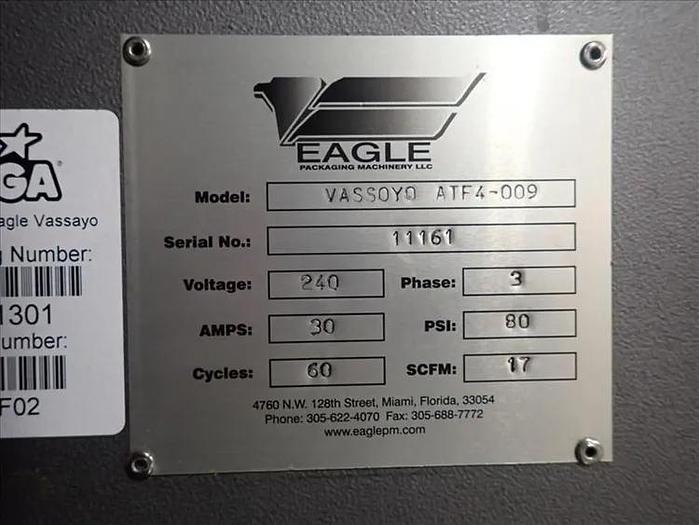 EAGLE
PACKAGING MACHINERY LLC
Model: VASSOYO ATF4-009
Serial No.: 11161
Voltage: 240 Phase: 3
AMPS: 30 PSI: 80
Cycles: 60 SCFM: 17
4760 N.W. 128th Street, Miami, Florida, 33054
Phone: 305-622-4070 Fax: 305-688-7772
www.eaglepm.com
GA
agle Vassayo
g Number:
1301
umber:
F02